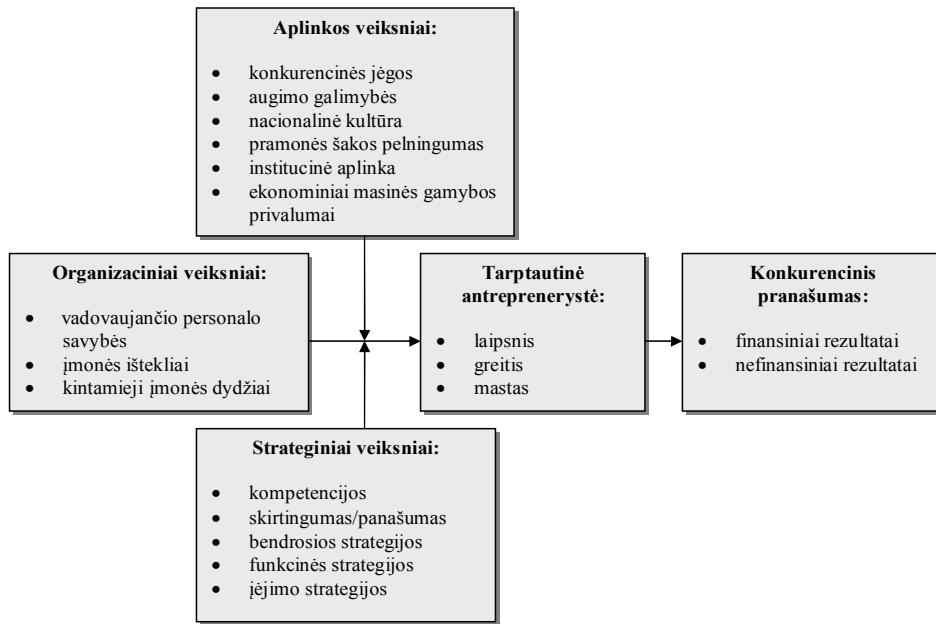 Aplinkos veiksniai:
• konkurencinės jėgos
• augimo galimybės
• nacionalinė kultūra
• pramonės šakos pelningumas
• institucinė aplinka
• ekonominiai masinės gamybos
privalumai
Organizaciniai veiksniai:
• vadovaujančio personalo
savybės
• įmonės ištekliai
• kintamieji įmonės dydžiai
Tarptautinė
antreprenerystė:
• laipsnis
• greitis
• mastas
Konkurencinis
pranašumas:
• finansiniai rezultatai
• nefinansiniai rezultatai
Strateginiai veiksniai:
• kompetencijos
• skirtingumas/panašumas
• bendrosios strategijos
• funkcinės strategijos
• įėjimo strategijos